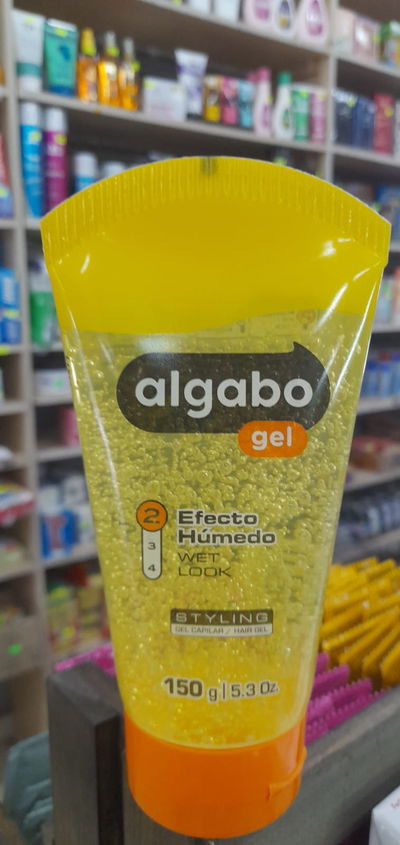 algabo
gel
2
3
4
Efecto
Húmedo
WET
LOOK
STYLING
GEL CAPILAR / HAIR GEL
150 g | 5.3 Oz.